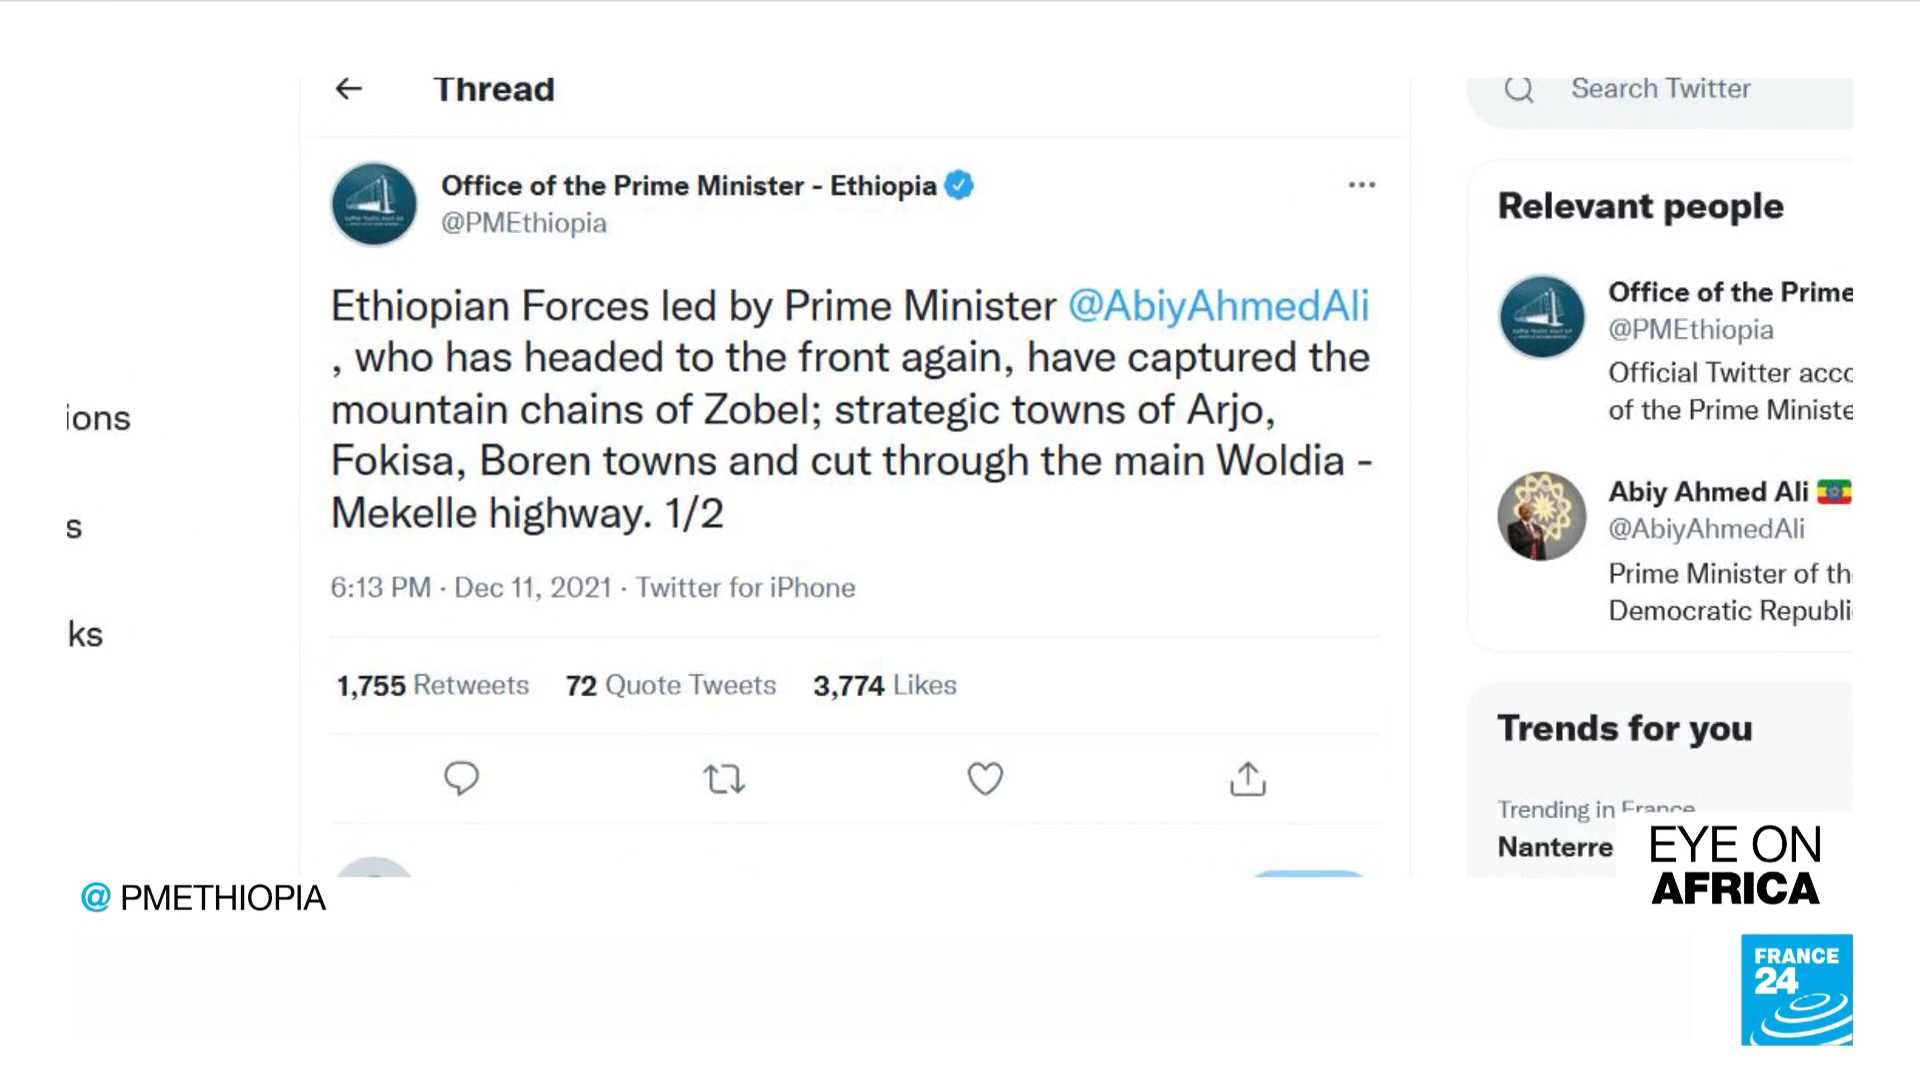 Thread
Search Twitter
Office of the Prime Minister - Ethiopia
@PMEthiopia
Ethiopian Forces led by Prime Minister @AbiyAhmedAli
, who has headed to the front again, have captured the
mountain chains of Zobel; strategic towns of Arjo,
Fokisa, Boren towns and cut through the main Woldia -
Mekelle highway. 1/2
6:13 PM · Dec 11, 2021 · Twitter for iPhone
1,755 Retweets 72 Quote Tweets 3,774 Likes
ions
s
ks
Relevant people
Office of the Prime
@PMEthiopia
Official Twitter acco
of the Prime Ministe
Abiy Ahmed Ali
@AbiyAhmedAli
Prime Minister of th
Democratic Republi
Trends for you
Trending in France
Nanterre
@ PMETHIOPIA
EYE ON
AFRICA
FRANCE
24